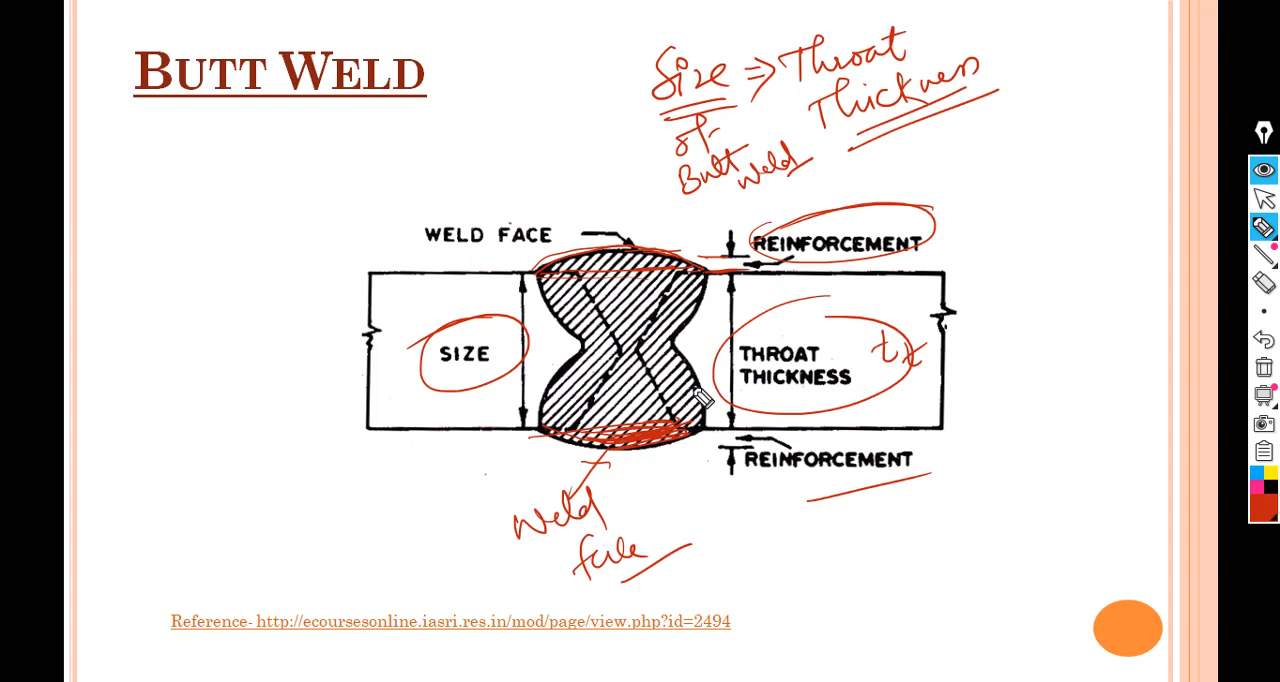 BUTT WELD
Size => Throat
Thickness
of
Butt weld
WELD FACE
REINFORCEMENT
SIZE
THROAT
THICKNESS
tt
REINFORCEMENT
Weld
face
Reference- http://ecoursesonline.iasri.res.in/mod/page/view.php?id=2494